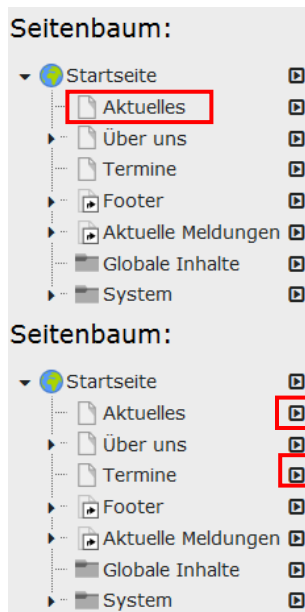 Seitenbaum:
Startseite
Aktuelles
Über uns
Termine
Footer
Aktuelle Meldungen
Globale Inhalte
System
Seitenbaum:
Startseite
Aktuelles
Über uns
Termine
Footer
Aktuelle Meldungen
Globale Inhalte
System